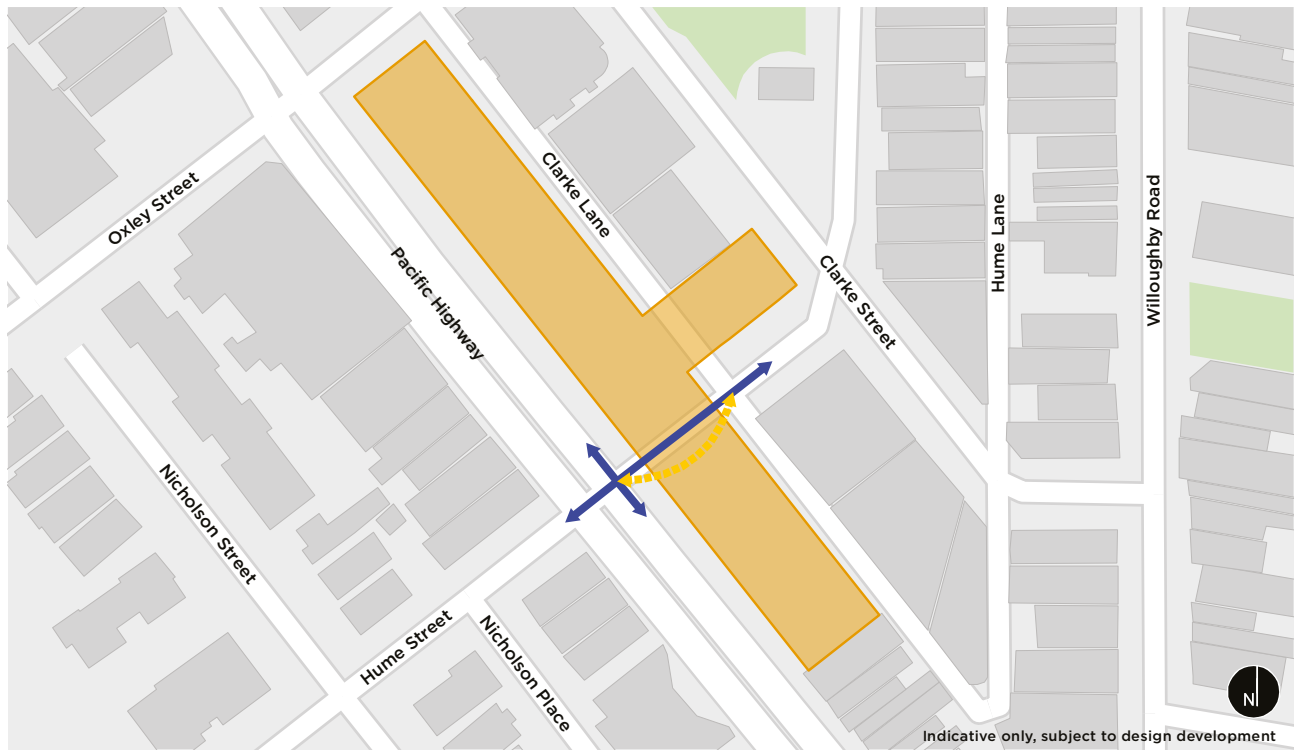 Oxley Street
Clarke Lane
Pacific Highway
Clarke Street
Hume Lane
Willoughby Road
Nicholson Street
Hume Street
Nicholson Place
N
Indicative only, subject to design development